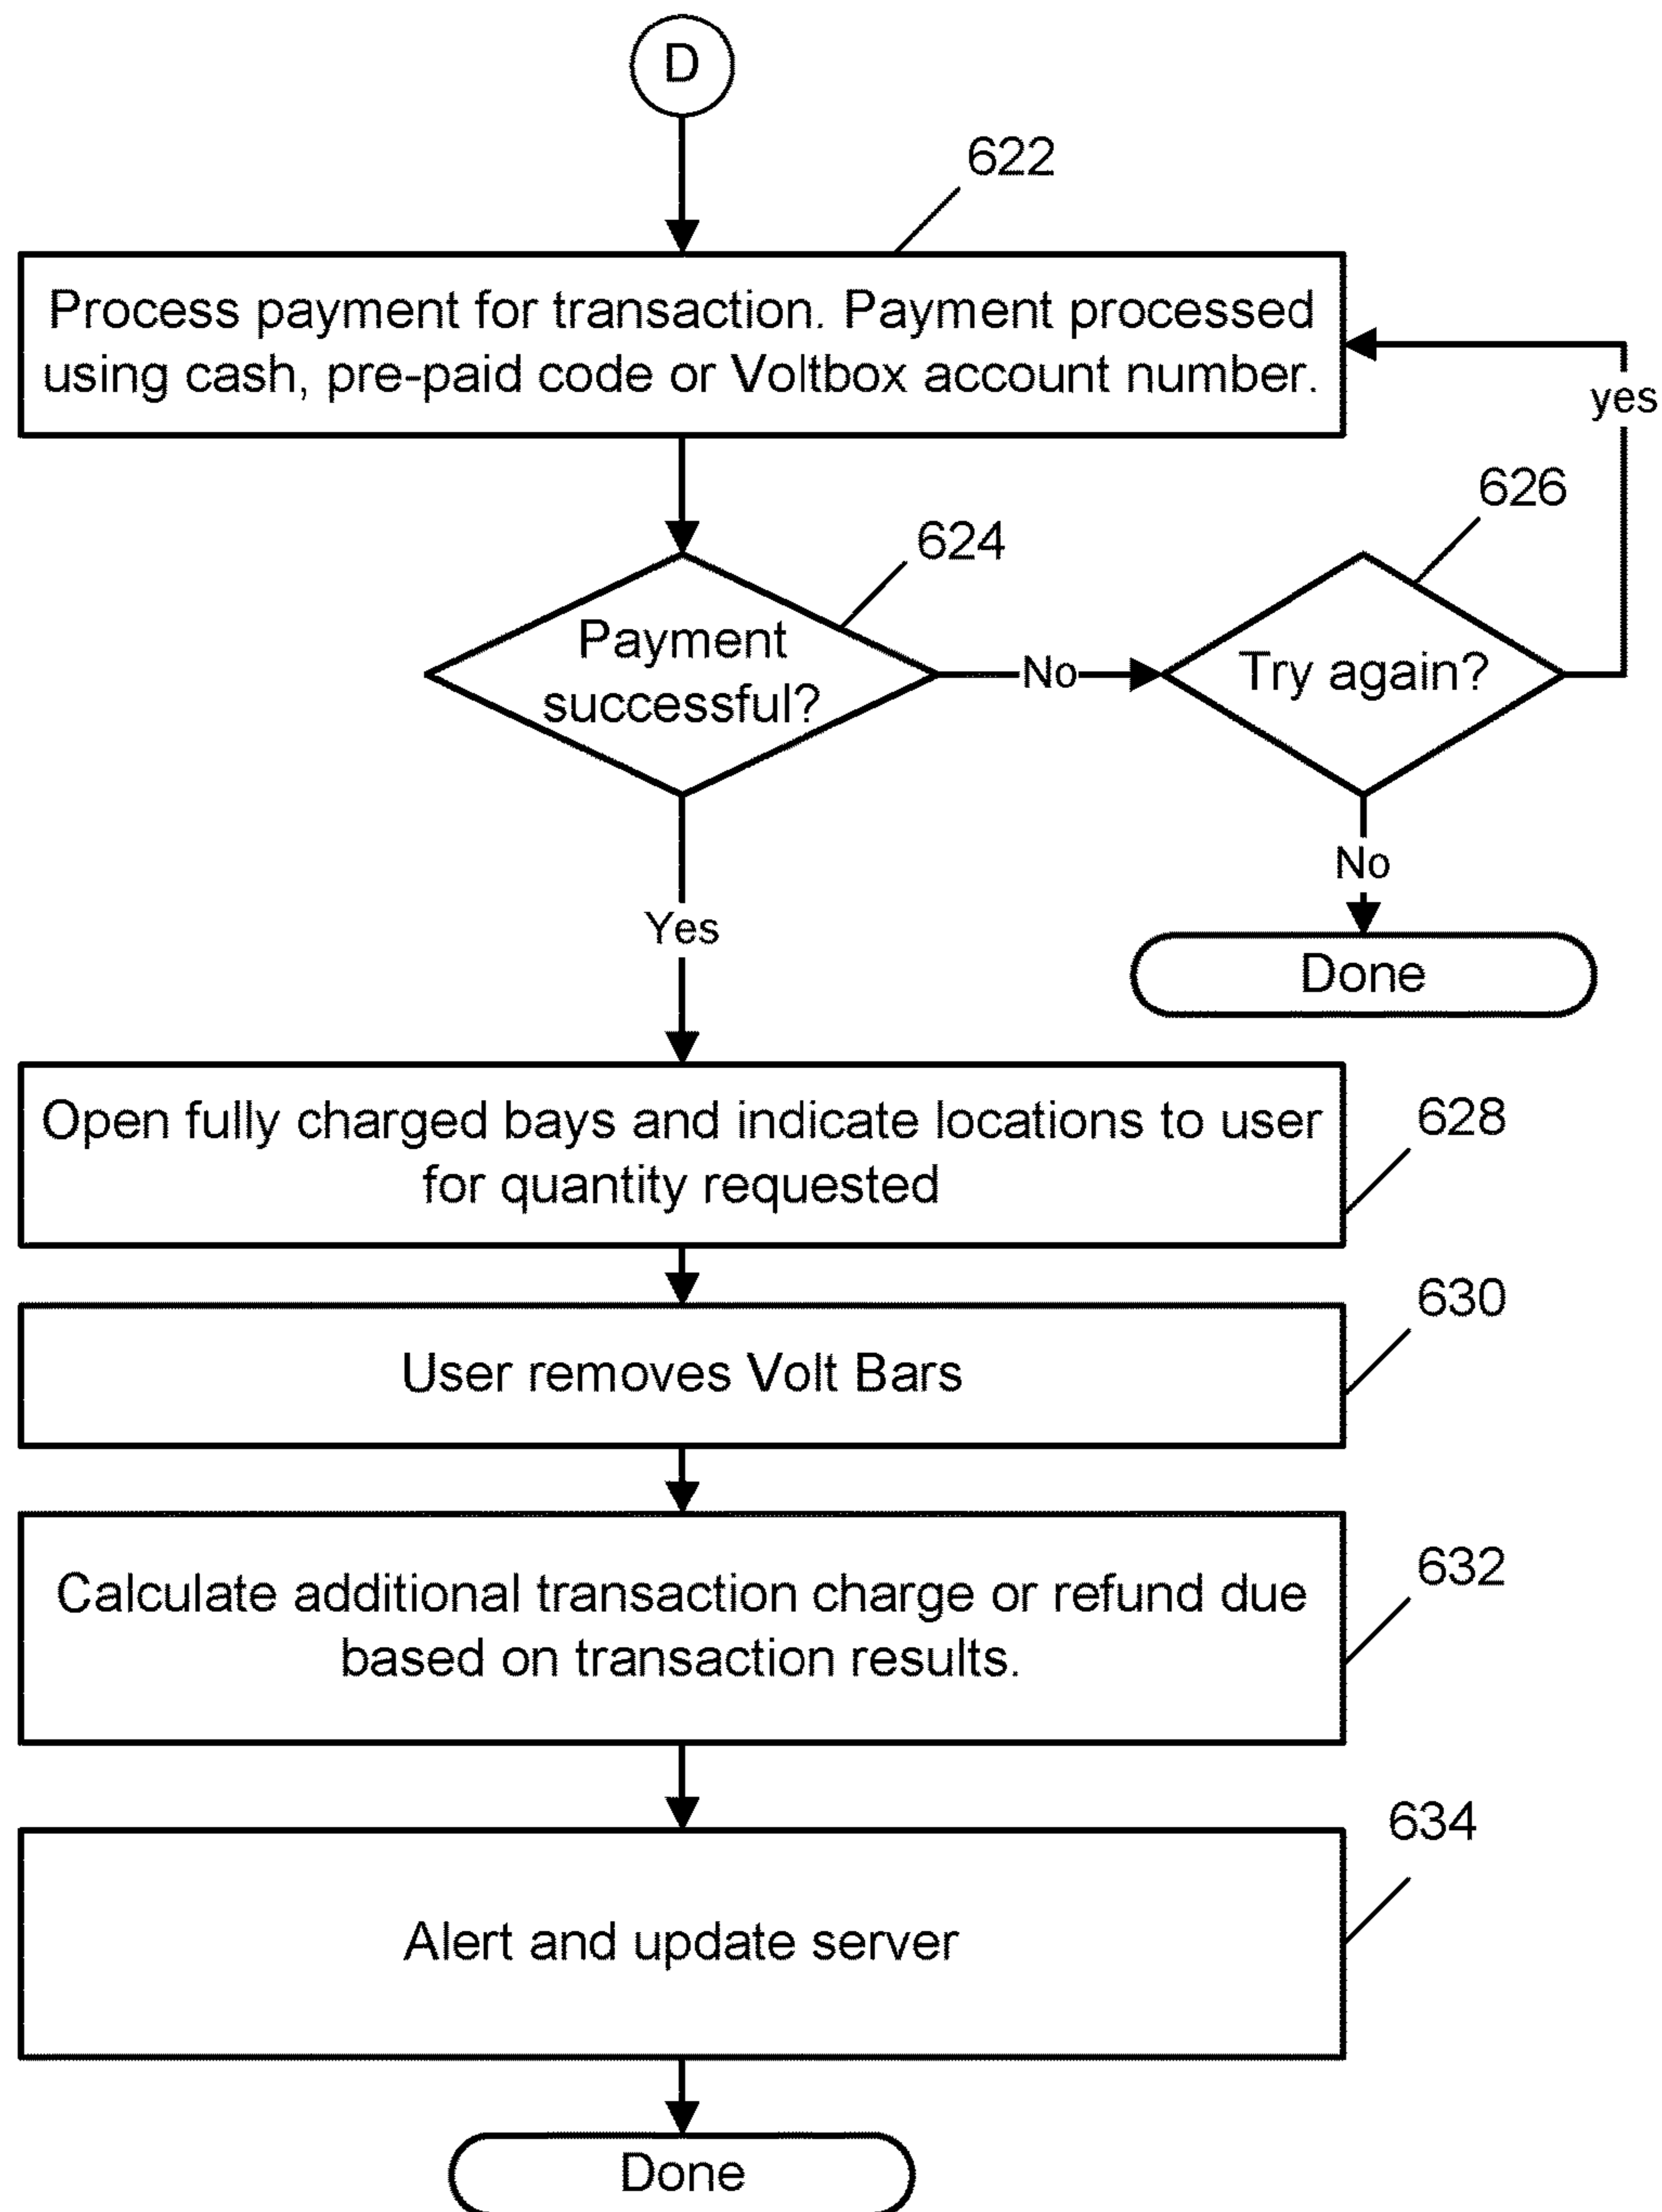 D
622
Process payment for transaction. Payment processed
using cash, pre-paid code or Voltbox account number.
yes
626
624
Payment
successful?
No
Try again?
No
Yes
Done
Open fully charged bays and indicate locations to user
for quantity requested
628
630
User removes Volt Bars
632
Calculate additional transaction charge or refund due
based on transaction results.
634
Alert and update server
Done